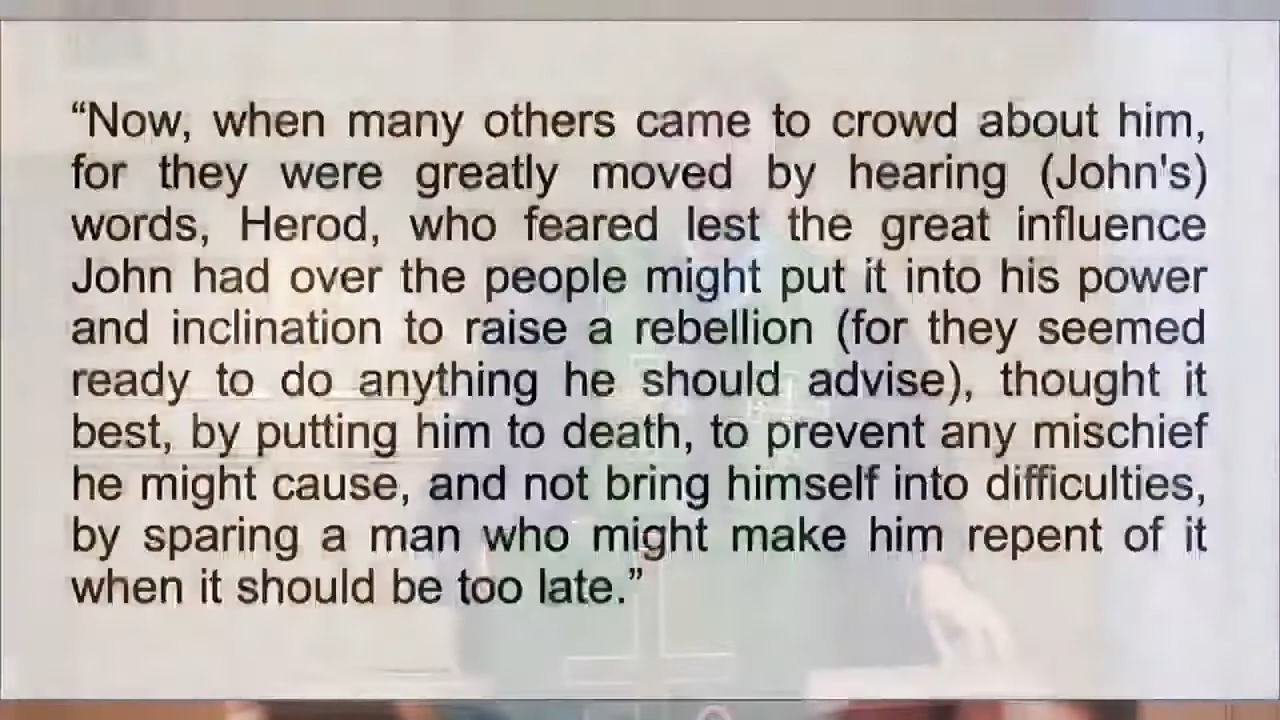 “Now, when many others came to crowd about him,
for they were greatly moved by hearing (John's)
words, Herod, who feared lest the great influence
John had over the people might put it into his power
and inclination to raise a rebellion (for they seemed
ready to do anything he should advise), thought it
best, by putting him to death, to prevent any mischief
he might cause, and not bring himself into difficulties,
by sparing a man who might make him repent of it
when it should be too late.”